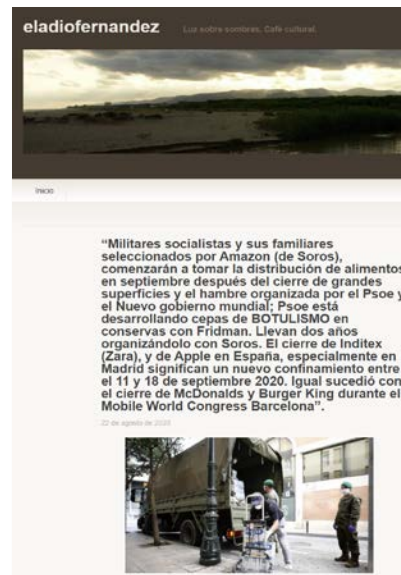 eladiofernandez
Luz sobre sombras. Café cultural.
Inicio
“Militares socialistas y sus familiares
seleccionados por Amazon (de Soros),
comenzarán a tomar la distribución de alimentos
en septiembre después del cierre de grandes
superficies y el hambre organizada por el Psoe y
el Nuevo gobierno mundial; Psoe está
desarrollando cepas de BOTULISMO en
conservas con Fridman. Llevan dos años
organizándolo con Soros. El cierre de Inditex
(Zara), y de Apple en España, especialmente en
Madrid significan un nuevo confinamiento entre
el 11 y 18 de septiembre 2020. Igual sucedió con
el cierre de McDonalds y Burger King durante el
Mobile World Congress Barcelona”.
22 de agosto de 2020